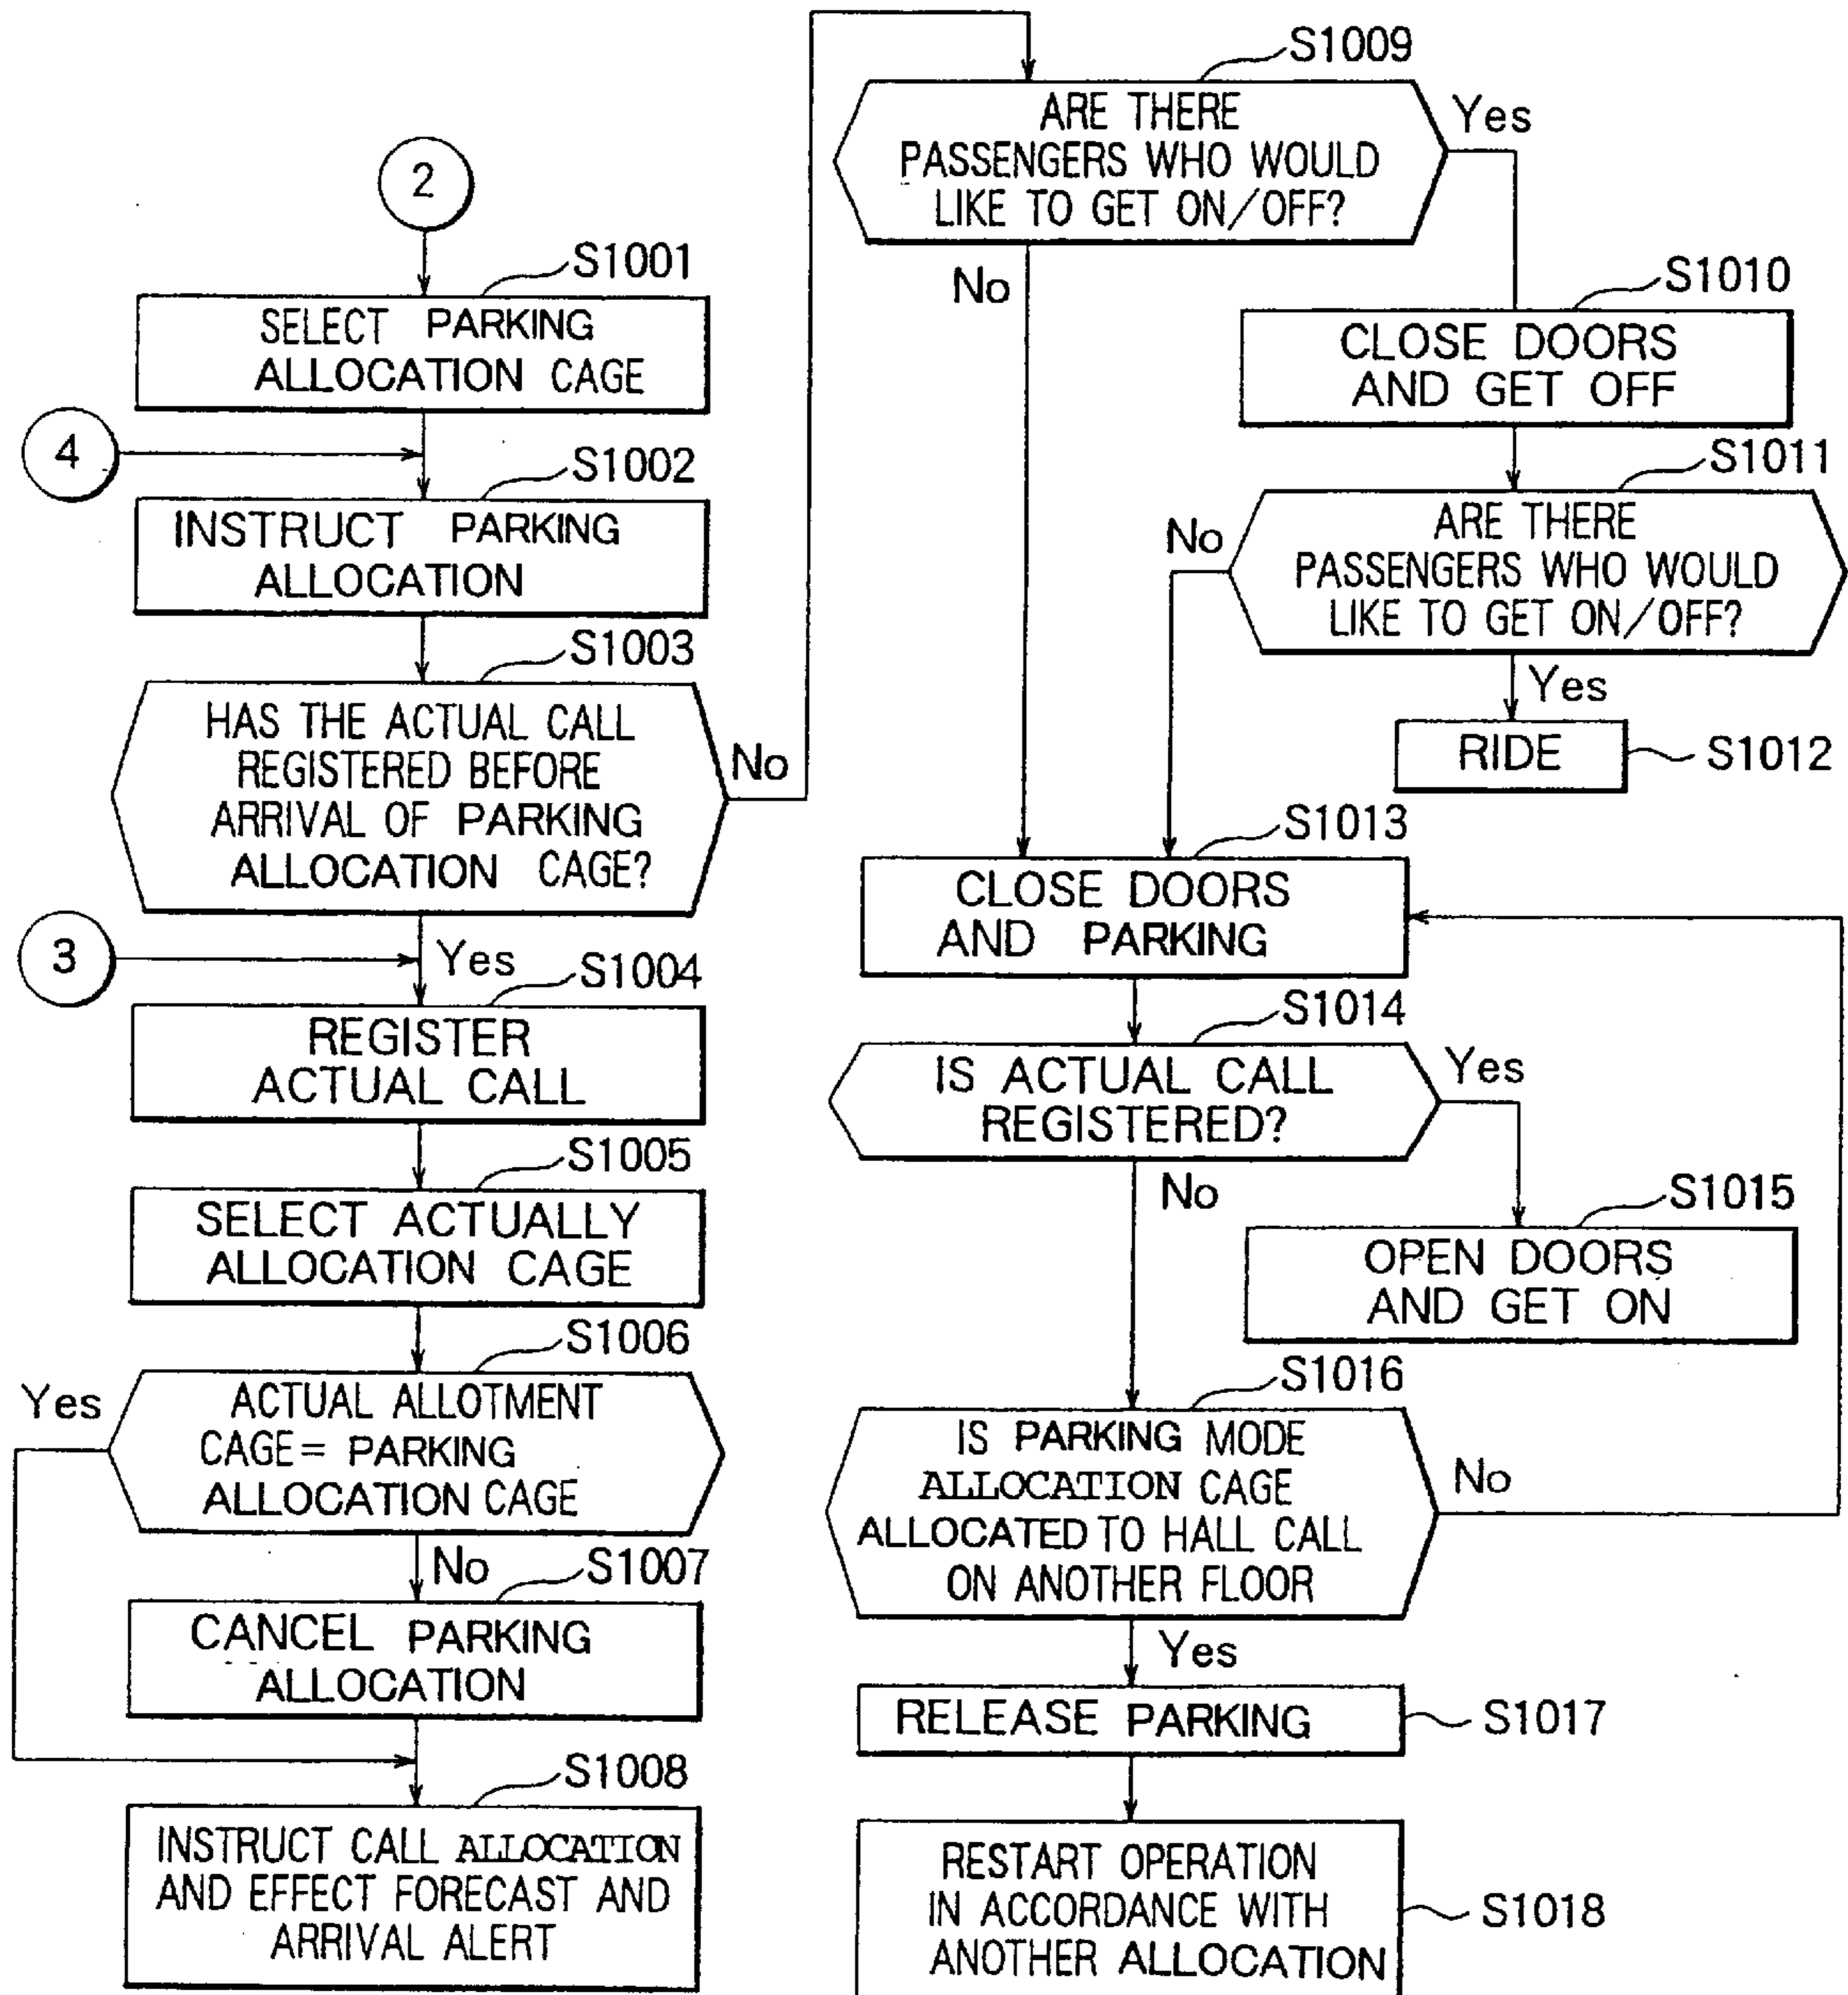 2
S1001
SELECT PARKING
ALLOCATION CAGE
4
S1002
INSTRUCT PARKING
ALLOCATION
S1003
HAS THE ACTUAL CALL
REGISTERED BEFORE
ARRIVAL OF PARKING
ALLOCATION CAGE?
No
3
Yes
S1004
REGISTER
ACTUAL CALL
S1005
SELECT ACTUALLY
ALLOCATION CAGE
S1006
Yes
ACTUAL ALLOTMENT
CAGE = PARKING
ALLOCATION CAGE
No
S1007
CANCEL PARKING
ALLOCATION
S1008
INSTRUCT CALL ALLOCATION
AND EFFECT FORECAST AND
ARRIVAL ALERT
S1009
ARE THERE
PASSENGERS WHO WOULD
LIKE TO GET ON/OFF?
Yes
No
S1010
CLOSE DOORS
AND GET OFF
S1011
ARE THERE
PASSENGERS WHO WOULD
LIKE TO GET ON/OFF?
No
Yes
RIDE
S1012
S1013
CLOSE DOORS
AND PARKING
S1014
IS ACTUAL CALL
REGISTERED?
Yes
No
S1015
OPEN DOORS
AND GET ON
S1016
IS PARKING MODE
ALLOCATION CAGE
ALLOCATED TO HALL CALL
ON ANOTHER FLOOR
No
Yes
RELEASE PARKING
S1017
RESTART OPERATION
IN ACCORDANCE WITH
ANOTHER ALLOCATION
S1018